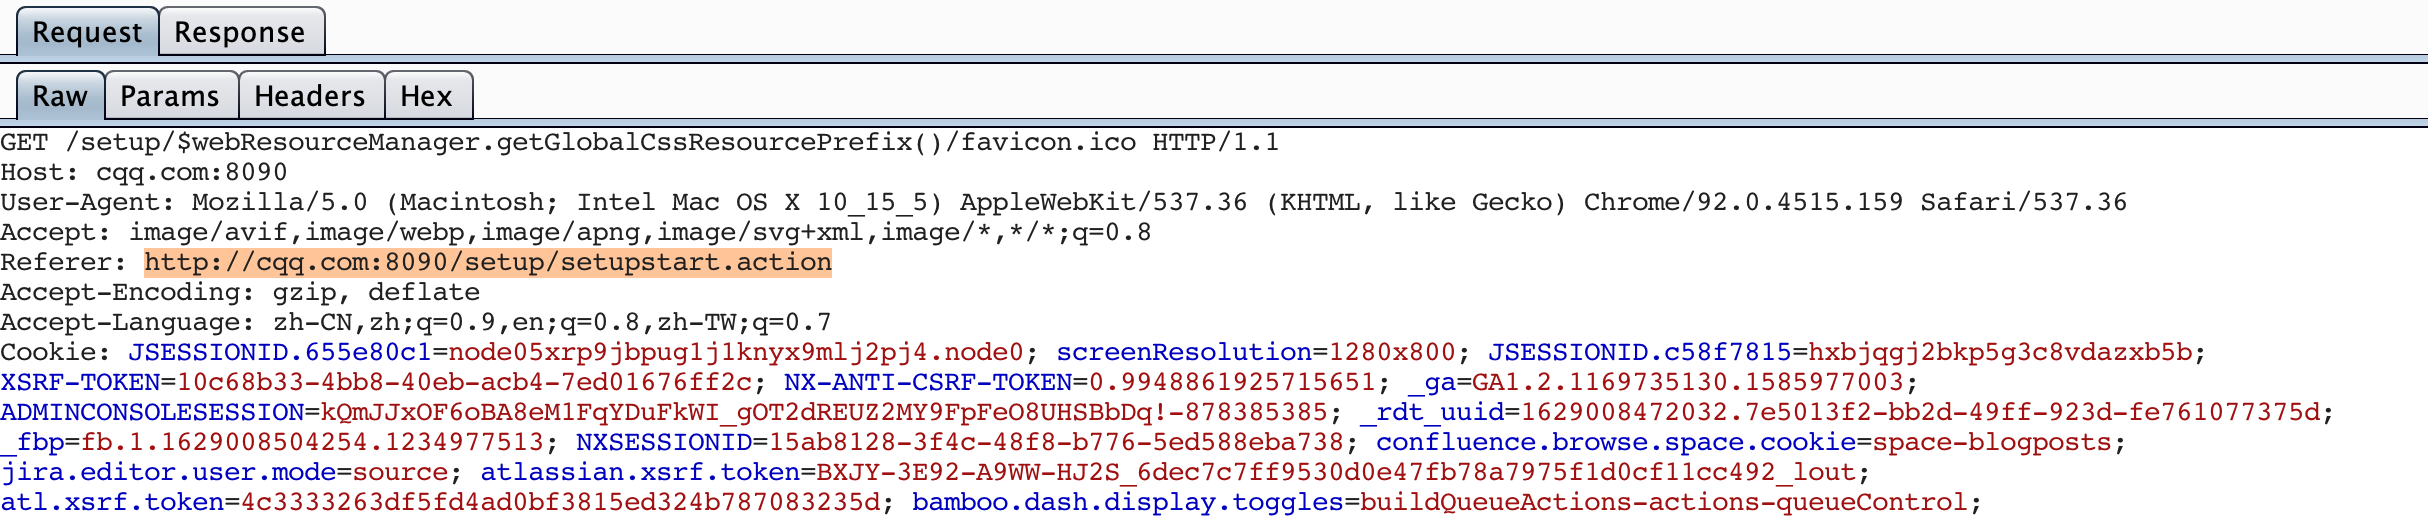 Request Response
Raw Params Headers Hex
GET /setup/$webResourceManager.getGlobalCssResourcePrefix()/favicon.ico HTTP/1.1
Host: cqq.com:8090
User-Agent: Mozilla/5.0 (Macintosh; Intel Mac OS X 10_15_5) AppleWebKit/537.36 (KHTML, like Gecko) Chrome/92.0.4515.159 Safari/537.36
Accept: image/avif,image/webp,image/apng,image/svg+xml,image/*,*/*;q=0.8
Referer: http://cqq.com:8090/setup/setupstart.action
Accept-Encoding: gzip, deflate
Accept-Language: zh-CN,zh;q=0.9,en;q=0.8,zh-TW;q=0.7
Cookie: JSESSIONID.655e80c1=node05xrp9jbpug1j1knyx9mlj2pj4.node0; screenResolution=1280x800; JSESSIONID.c58f7815=hxbjqgj2bkp5g3c8vdazxb5b;
XSRF-TOKEN=10c68b33-4bb8-40eb-acb4-7ed01676ff2c; NX-ANTI-CSRF-TOKEN=0.9948861925715651; _ga=GA1.2.1169735130.1585977003;
ADMINCONSOLESESSION=kQmJJxOF6oBA8eM1FqYDuFkWI_gOT2dREUZ2MY9FpFeO8UHSBbDq!-878385385; _rdt_uuid=1629008472032.7e5013f2-bb2d-49ff-923d-fe761077375d;
_fbp=fb.1.1629008504254.1234977513; NXSESSIONID=15ab8128-3f4c-48f8-b776-5ed588eba738; confluence.browse.space.cookie=space-blogposts;
jira.editor.user.mode=source; atlassian.xsrf.token=BXJY-3E92-A9WW-HJ2S_6dec7c7ff9530d0e47fb78a7975f1d0cf11cc492_lout;
atl.xsrf.token=4c3333263df5fd4ad0bf3815ed324b787083235d; bamboo.dash.display.toggles=buildQueueActions-actions-queueControl;